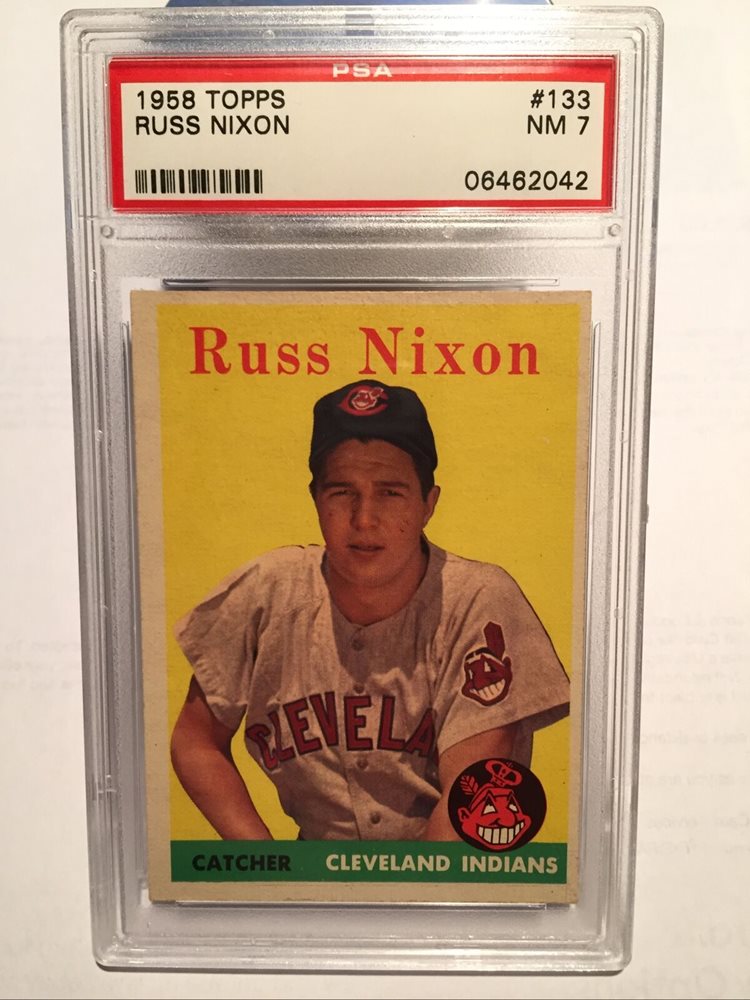 PSA
1958 TOPPS #133
RUSS NIXON NM 7
06462042
Russ Nixon
C
CLEVELA
CATCHER CLEVELAND INDIANS